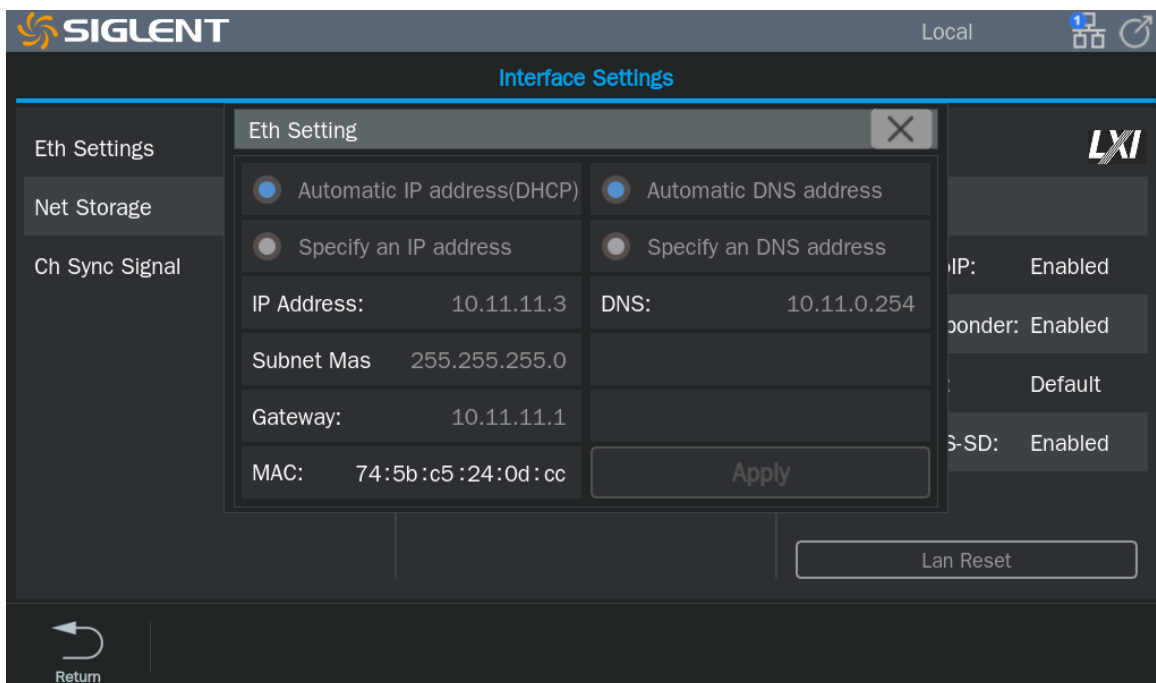 SIGLENT
Local
1
Interface Settings
Eth Settings
Net Storage
Ch Sync Signal
Eth Setting
Automatic IP address(DHCP)
Automatic DNS address
Specify an IP address
Specify an DNS address
IP Address: 10.11.11.3
DNS: 10.11.0.254
Subnet Mas 255.255.255.0
Gateway: 10.11.11.1
MAC: 74:5b:c5:24:0d:cc
Apply
LXI
IP: Enabled
ponder: Enabled
: Default
S-SD: Enabled
Lan Reset
Return